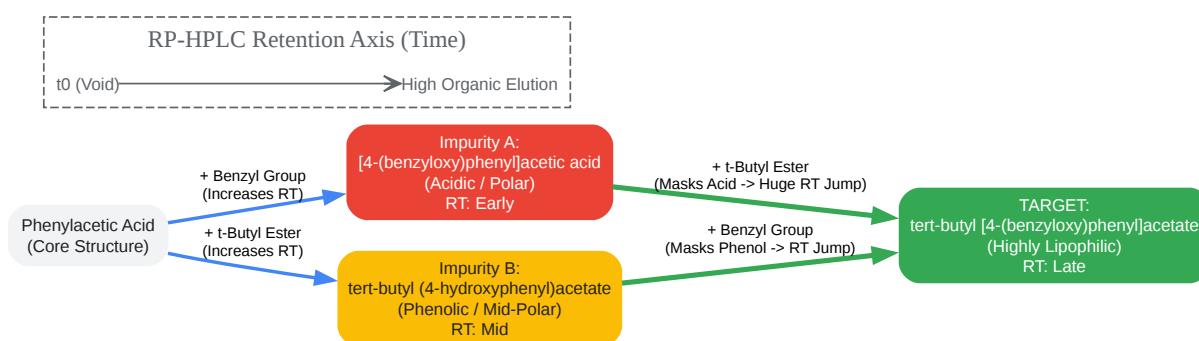 RP-HPLC Retention Axis (Time)
t0 (Void)
High Organic Elution
Phenylacetic Acid
(Core Structure)
+ Benzyl Group
(Increases RT)
+ t-Butyl Ester
(Increases RT)
Impurity A:
[4-(benzyloxy)phenyl]acetic acid
(Acidic / Polar)
RT: Early
Impurity B:
tert-butyl (4-hydroxyphenyl)acetate
(Phenolic / Mid-Polar)
RT: Mid
+ t-Butyl Ester
(Masks Acid -> Huge RT Jump)
+ Benzyl Group
(Masks Phenol -> RT Jump)
TARGET:
tert-butyl [4-(benzyloxy)phenyl]acetate
(Highly Lipophilic)
RT: Late